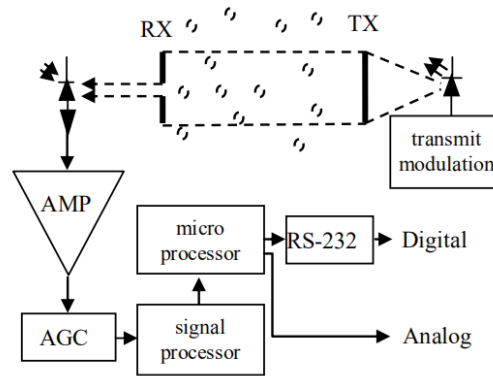 RX
TX
transmit
modulation
AMP
micro
processor
RS-232
Digital
AGC
signal
processor
Analog